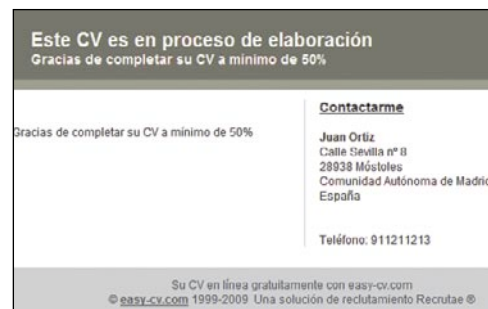 Este CV es en proceso de elaboración
Gracias de completar su CV a minimo de 50%
Gracias de completar su CV a mínimo de 50%
Contactarme
Juan Ortiz
Calle Sevilla nº 8
28938 Móstoles
Comunidad Autónoma de Madrid
España
Teléfono: 911211213
Su CV en línea gratuitamente con easy-cv.com
© easy-cv.com 1999-2009 Una solución de reclutamiento Recrutae ®